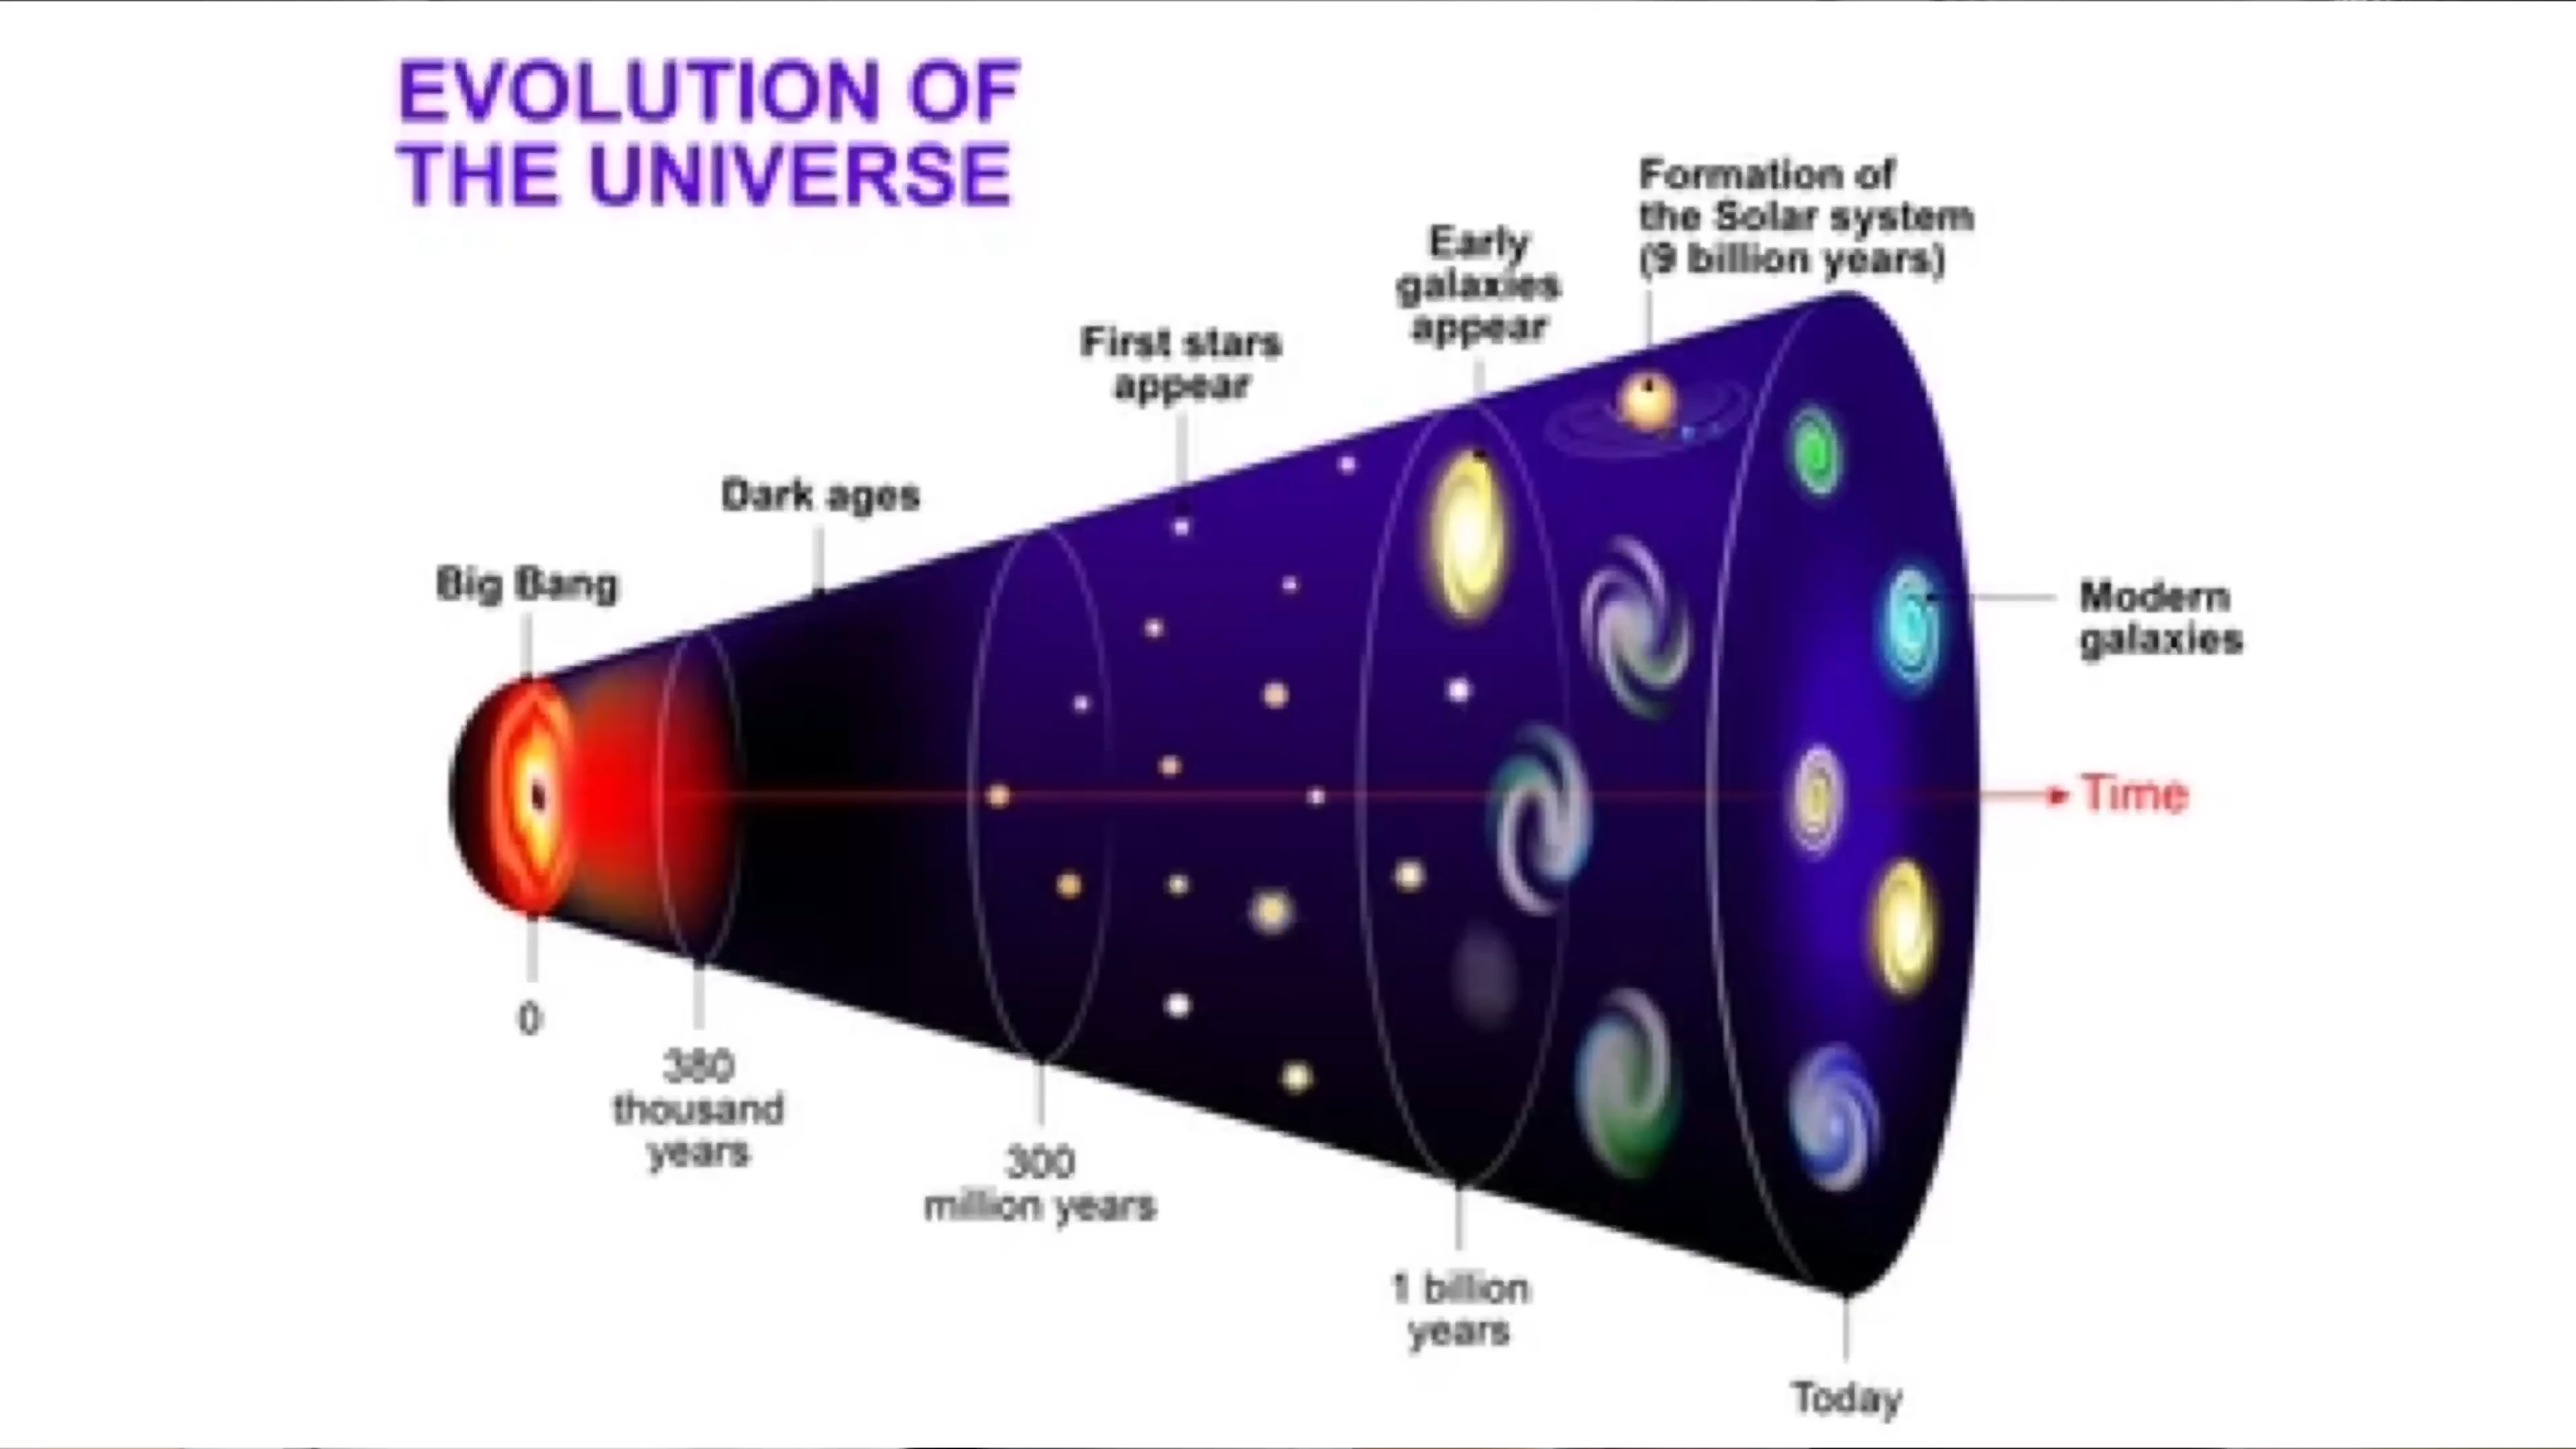 EVOLUTION OF
THE UNIVERSE
Formation of
the Solar system
(9 billion years)
Early
galaxies
appear
First stars
appear
Dark ages
Big Bang
Modern
galaxies
Time
0
380
thousand
years
300
million years
1 billion
years
Today